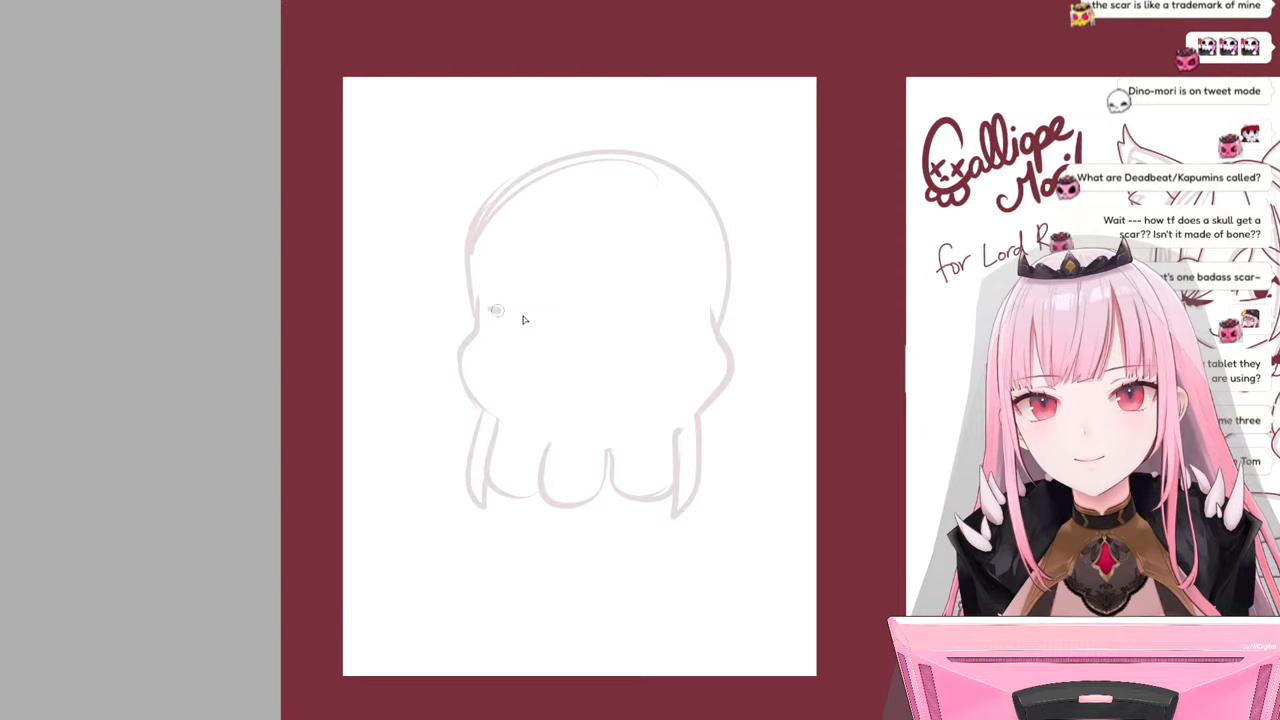 the scar is like a trademark of mine
Dino-mori is on tweet mode
What are Deadbeat/Kapumins called?
Wait --- how tf does a skull get a
scar?? Isn't it made of bone??
's one badass scar~
tablet they
are using?
me three
Tom
Calliope
Mori
for Lord R